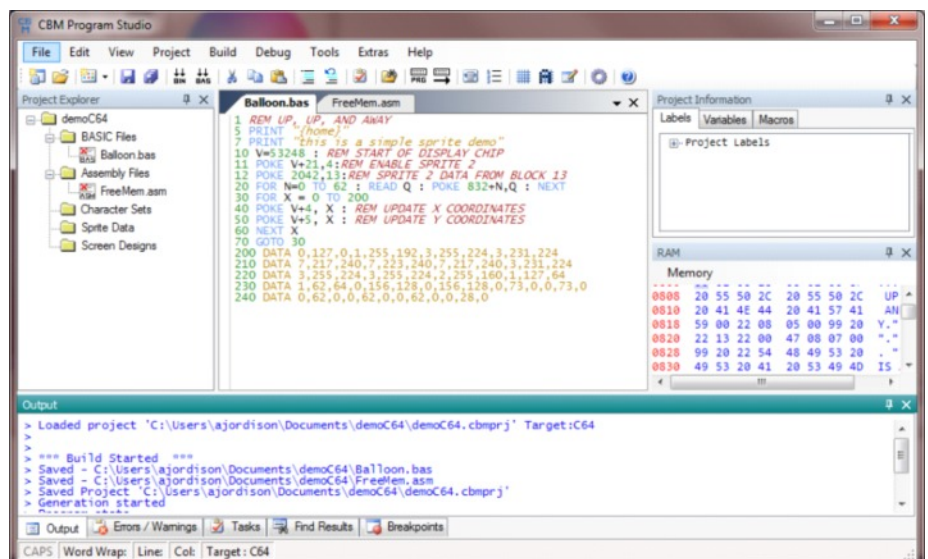 CBM Program Studio
File Edit View Project Build Debug Tools Extras Help
Project Explorer
demoC64
BASIC Files
Balloon.bas
Assembly Files
FreeMem.asm
Character Sets
Sprite Data
Screen Designs
Balloon.bas FreeMem.asm
1 REM UP, UP, AND AWAY
5 PRINT "{home}"
7 PRINT "this is a simple sprite demo"
10 V=53248 : REM START OF DISPLAY CHIP
11 POKE V+21,4:REM ENABLE SPRITE 2
12 POKE 2042,13:REM SPRITE 2 DATA FROM BLOCK 13
20 FOR N=0 TO 62 : READ Q : POKE 832+N,Q : NEXT
30 FOR X = 0 TO 200
40 POKE V+4, X : REM UPDATE X COORDINATES
50 POKE V+5, X : REM UPDATE Y COORDINATES
60 NEXT X
70 GOTO 30
200 DATA 0,127,0,1,255,192,3,255,224,3,231,224
210 DATA 7,217,240,7,223,240,7,217,240,3,231,224
220 DATA 3,255,224,3,255,224,2,255,160,1,127,64
230 DATA 1,62,64,0,156,128,0,156,128,0,73,0,0,73,0
240 DATA 0,62,0,0,62,0,0,62,0,0,28,0
Project Information
Labels Variables Macros
Project Labels
RAM
Memory
0808 20 55 50 2C 20 55 50 2C UP
0810 20 41 4E 44 20 41 57 41 AN
0818 59 00 22 08 05 00 99 20 Y."
0820 22 13 22 00 47 08 07 00 "."
0828 99 20 22 54 48 49 53 20 . "
0830 49 53 20 41 20 53 49 4D IS
Output
> Loaded project 'C:\Users\ajordison\Documents\demoC64\demoC64.cbmprj' Target:C64
>
>
> *** Build Started ***
> Saved - C:\Users\ajordison\Documents\demoC64\Balloon.bas
> Saved - C:\Users\ajordison\Documents\demoC64\FreeMem.asm
> Saved Project 'C:\Users\ajordison\Documents\demoC64\demoC64.cbmprj'
> Generation started
Output Errors / Warnings Tasks Find Results Breakpoints
CAPS Word Wrap: Line: Col: Target : C64